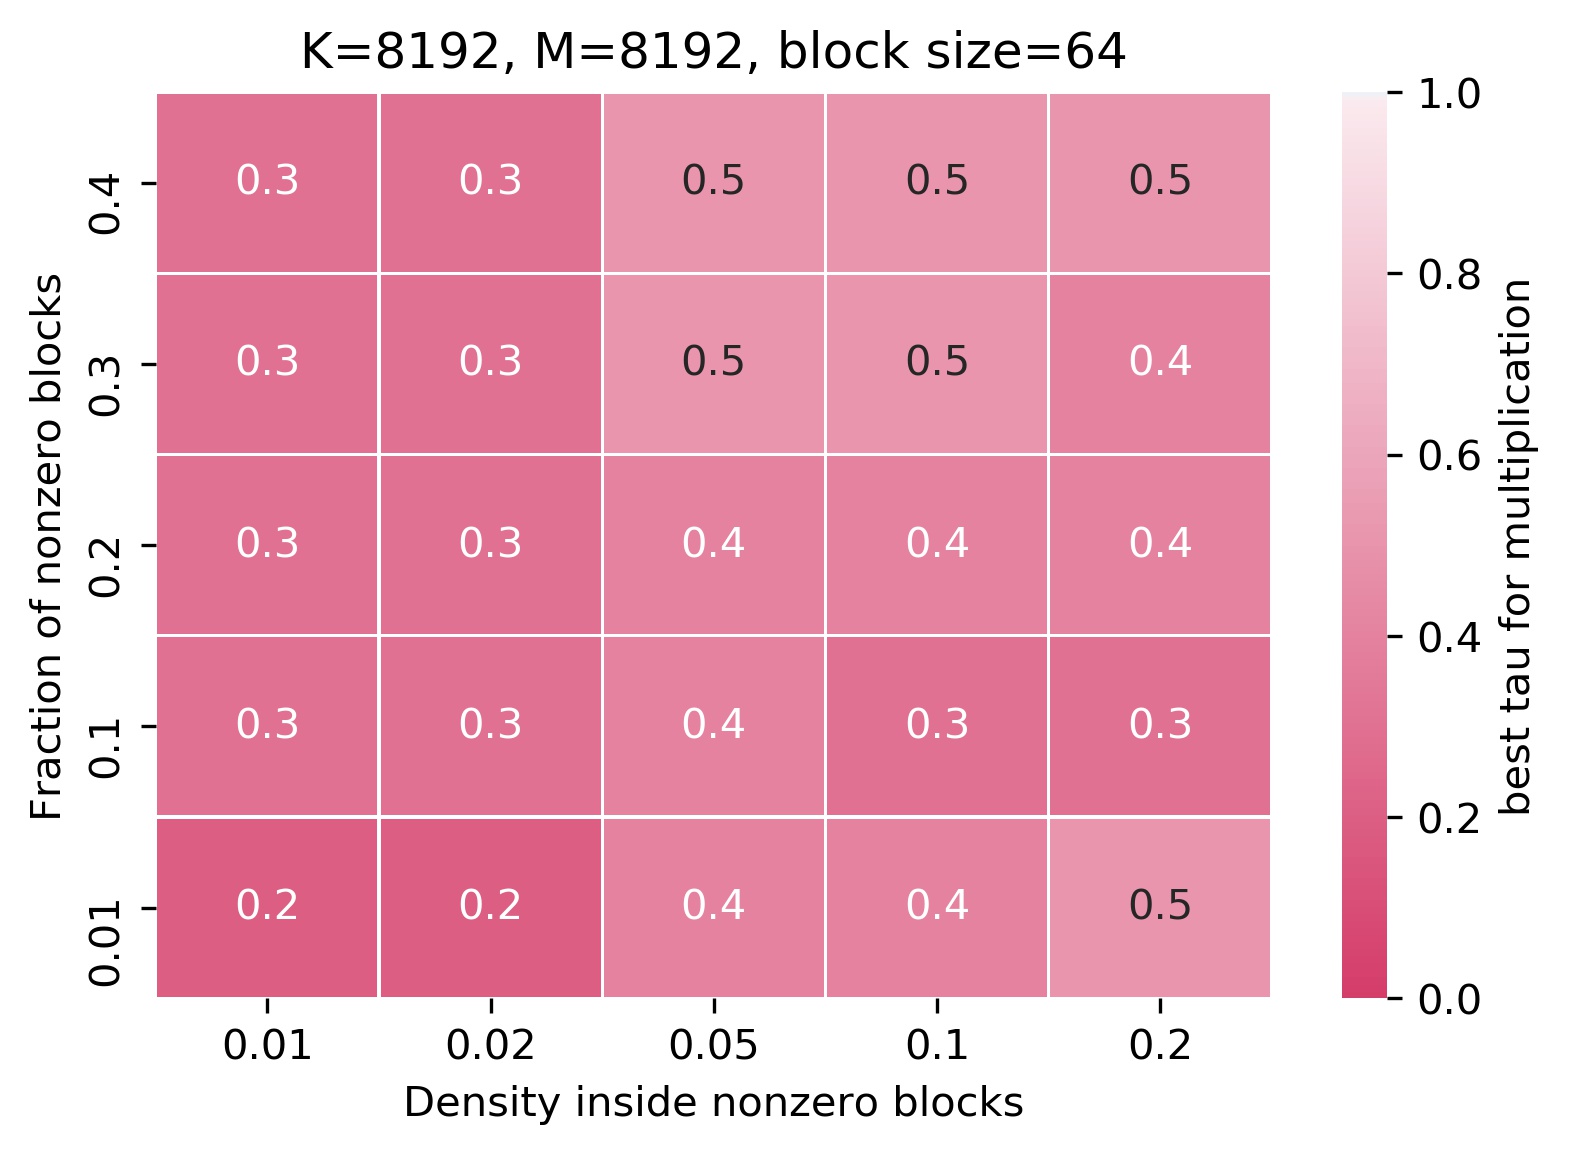 K=8192, M=8192, block size=64
Fraction of nonzero blocks
0.4
0.3
0.2
0.1
0.01
0.3 0.3 0.5 0.5 0.5
0.3 0.3 0.5 0.5 0.4
0.3 0.3 0.4 0.4 0.4
0.3 0.3 0.4 0.3 0.3
0.2 0.2 0.4 0.4 0.5
0.01 0.02 0.05 0.1 0.2
Density inside nonzero blocks
1.0
0.8
0.6
0.4
0.2
0.0
best tau for multiplication